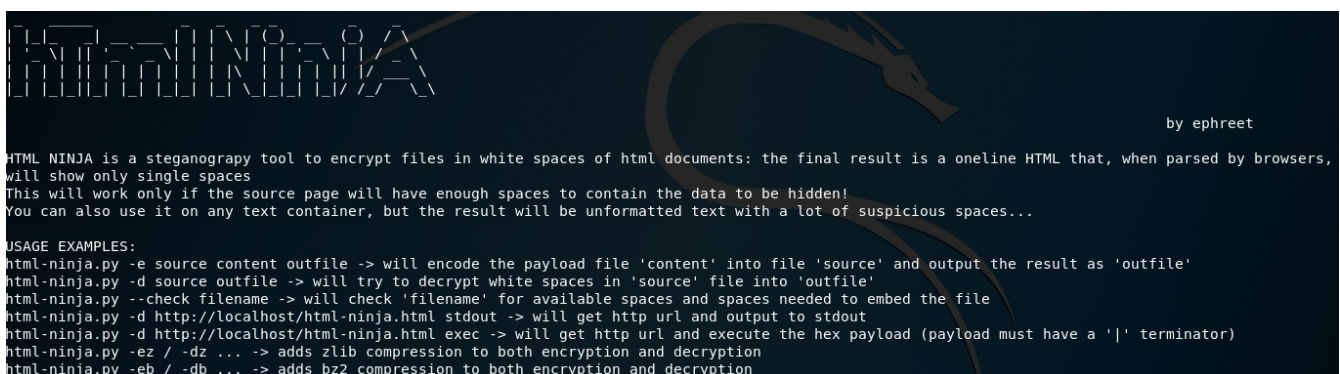 HTml NinjA
by ephreet
HTML NINJA is a steganograpy tool to encrypt files in white spaces of html documents: the final result is a oneline HTML that, when parsed by browsers,
will show only single spaces
This will work only if the source page will have enough spaces to contain the data to be hidden!
You can also use it on any text container, but the result will be unformatted text with a lot of suspicious spaces...
USAGE EXAMPLES:
html-ninja.py -e source content outfile -> will encode the payload file 'content' into file 'source' and output the result as 'outfile'
html-ninja.py -d source outfile -> will try to decrypt white spaces in 'source' file into 'outfile'
html-ninja.py --check filename -> will check 'filename' for available spaces and spaces needed to embed the file
html-ninja.py -d http://localhost/html-ninja.html stdout -> will get http url and output to stdout
html-ninja.py -d http://localhost/html-ninja.html exec -> will get http url and execute the hex payload (payload must have a '|' terminator)
html-ninja.py -ez / -dz ... -> adds zlib compression to both encryption and decryption
html-ninja.py -eb / -db ... -> adds bz2 compression to both encryption and decryption